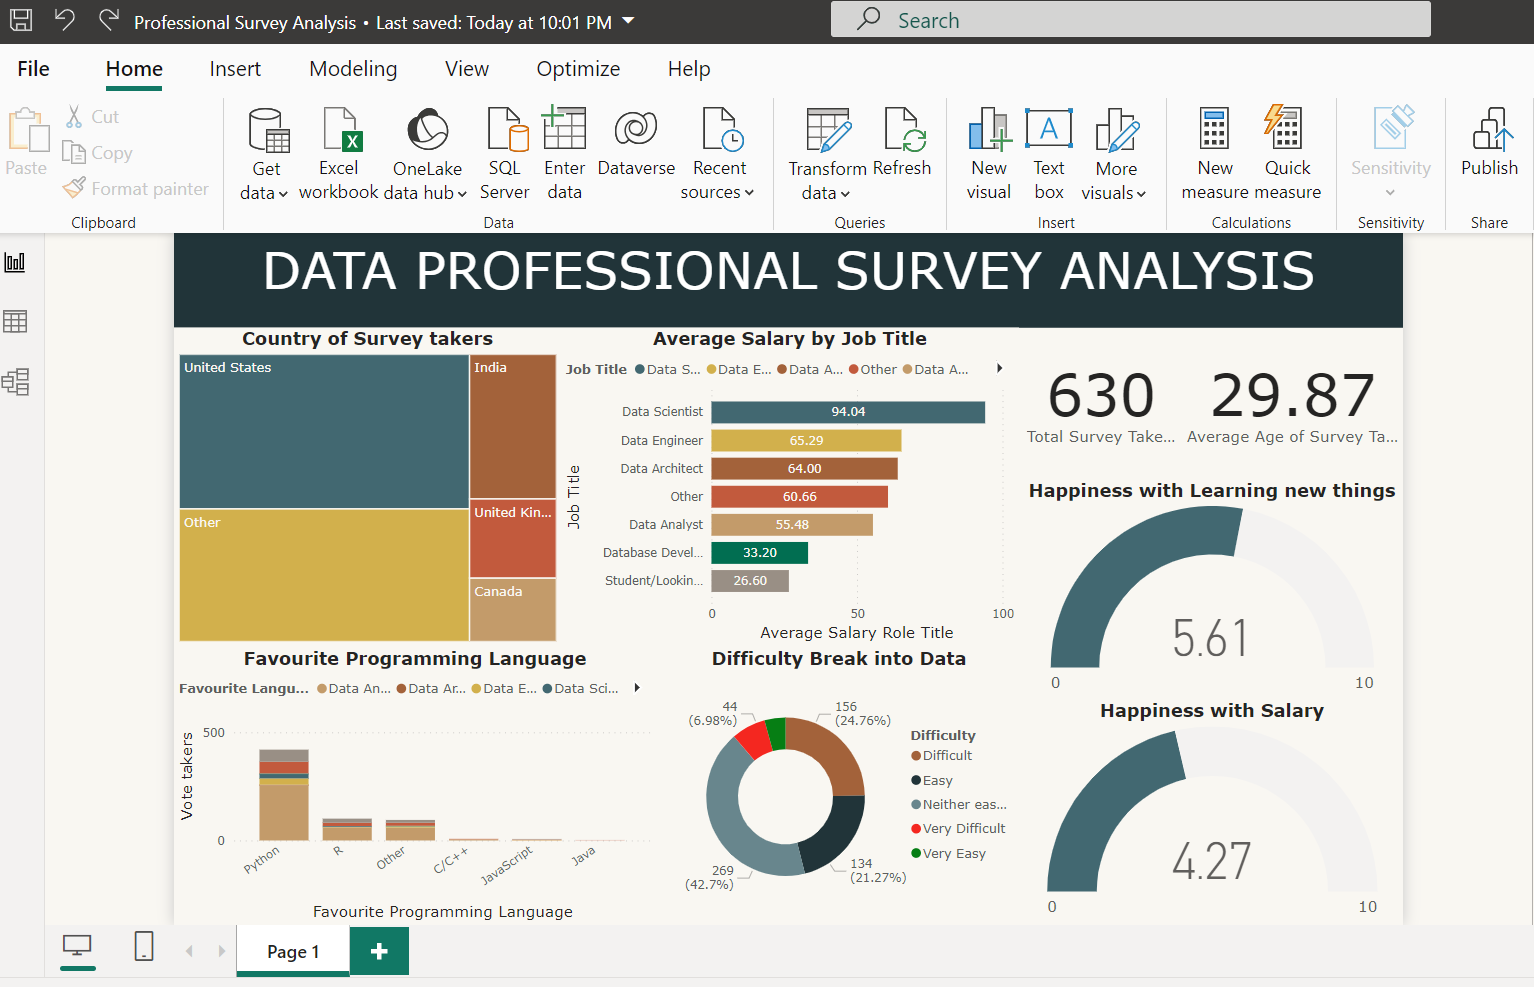 Professional Survey Analysis • Last saved: Today at 10:01 PM
Search
File Home Insert Modeling View Optimize Help
Paste
Cut
Copy
Format painter
Clipboard
Get data
Excel workbook
OneLake data hub
SQL Server
Enter data
Dataverse
Recent sources
Data
Transform data
Refresh
Queries
New visual
Text box
More visuals
Insert
New measure
Quick measure
Calculations
Sensitivity
Sensitivity
Publish
Share
DATA PROFESSIONAL SURVEY ANALYSIS
Country of Survey takers
United States
India
United Kin...
Other
Canada
Average Salary by Job Title
Job Title Data S... Data E... Data A... Other Data A...
Job Title
Data Scientist 94.04
Data Engineer 65.29
Data Architect 64.00
Other 60.66
Data Analyst 55.48
Database Devel... 33.20
Student/Lookin... 26.60
0 50 100
Average Salary Role Title
630
Total Survey Take...
29.87
Average Age of Survey Ta...
Happiness with Learning new things
5.61
0 10
Favourite Programming Language
Favourite Langu... Data An... Data Ar... Data E... Data Sci...
Vote takers
500
0
Python R Other C/C++ JavaScript Java
Favourite Programming Language
Difficulty Break into Data
44
(6.98%)
156
(24.76%)
269
(42.7%)
134
(21.27%)
Difficulty
Difficult
Easy
Neither eas...
Very Difficult
Very Easy
Happiness with Salary
4.27
0 10
Page 1